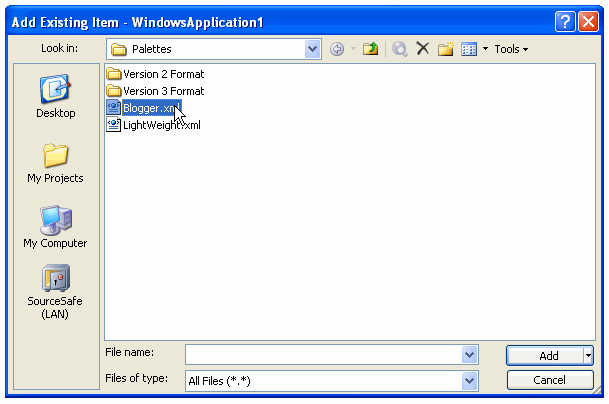 Add Existing Item - WindowsApplication1
Look in: Palettes Tools
Version 2 Format
Version 3 Format
Blogger.xml
LightWeight.xml
Desktop
My Projects
My Computer
SourceSafe
(LAN)
File name: Add
Files of type: All Files (*.*) Cancel